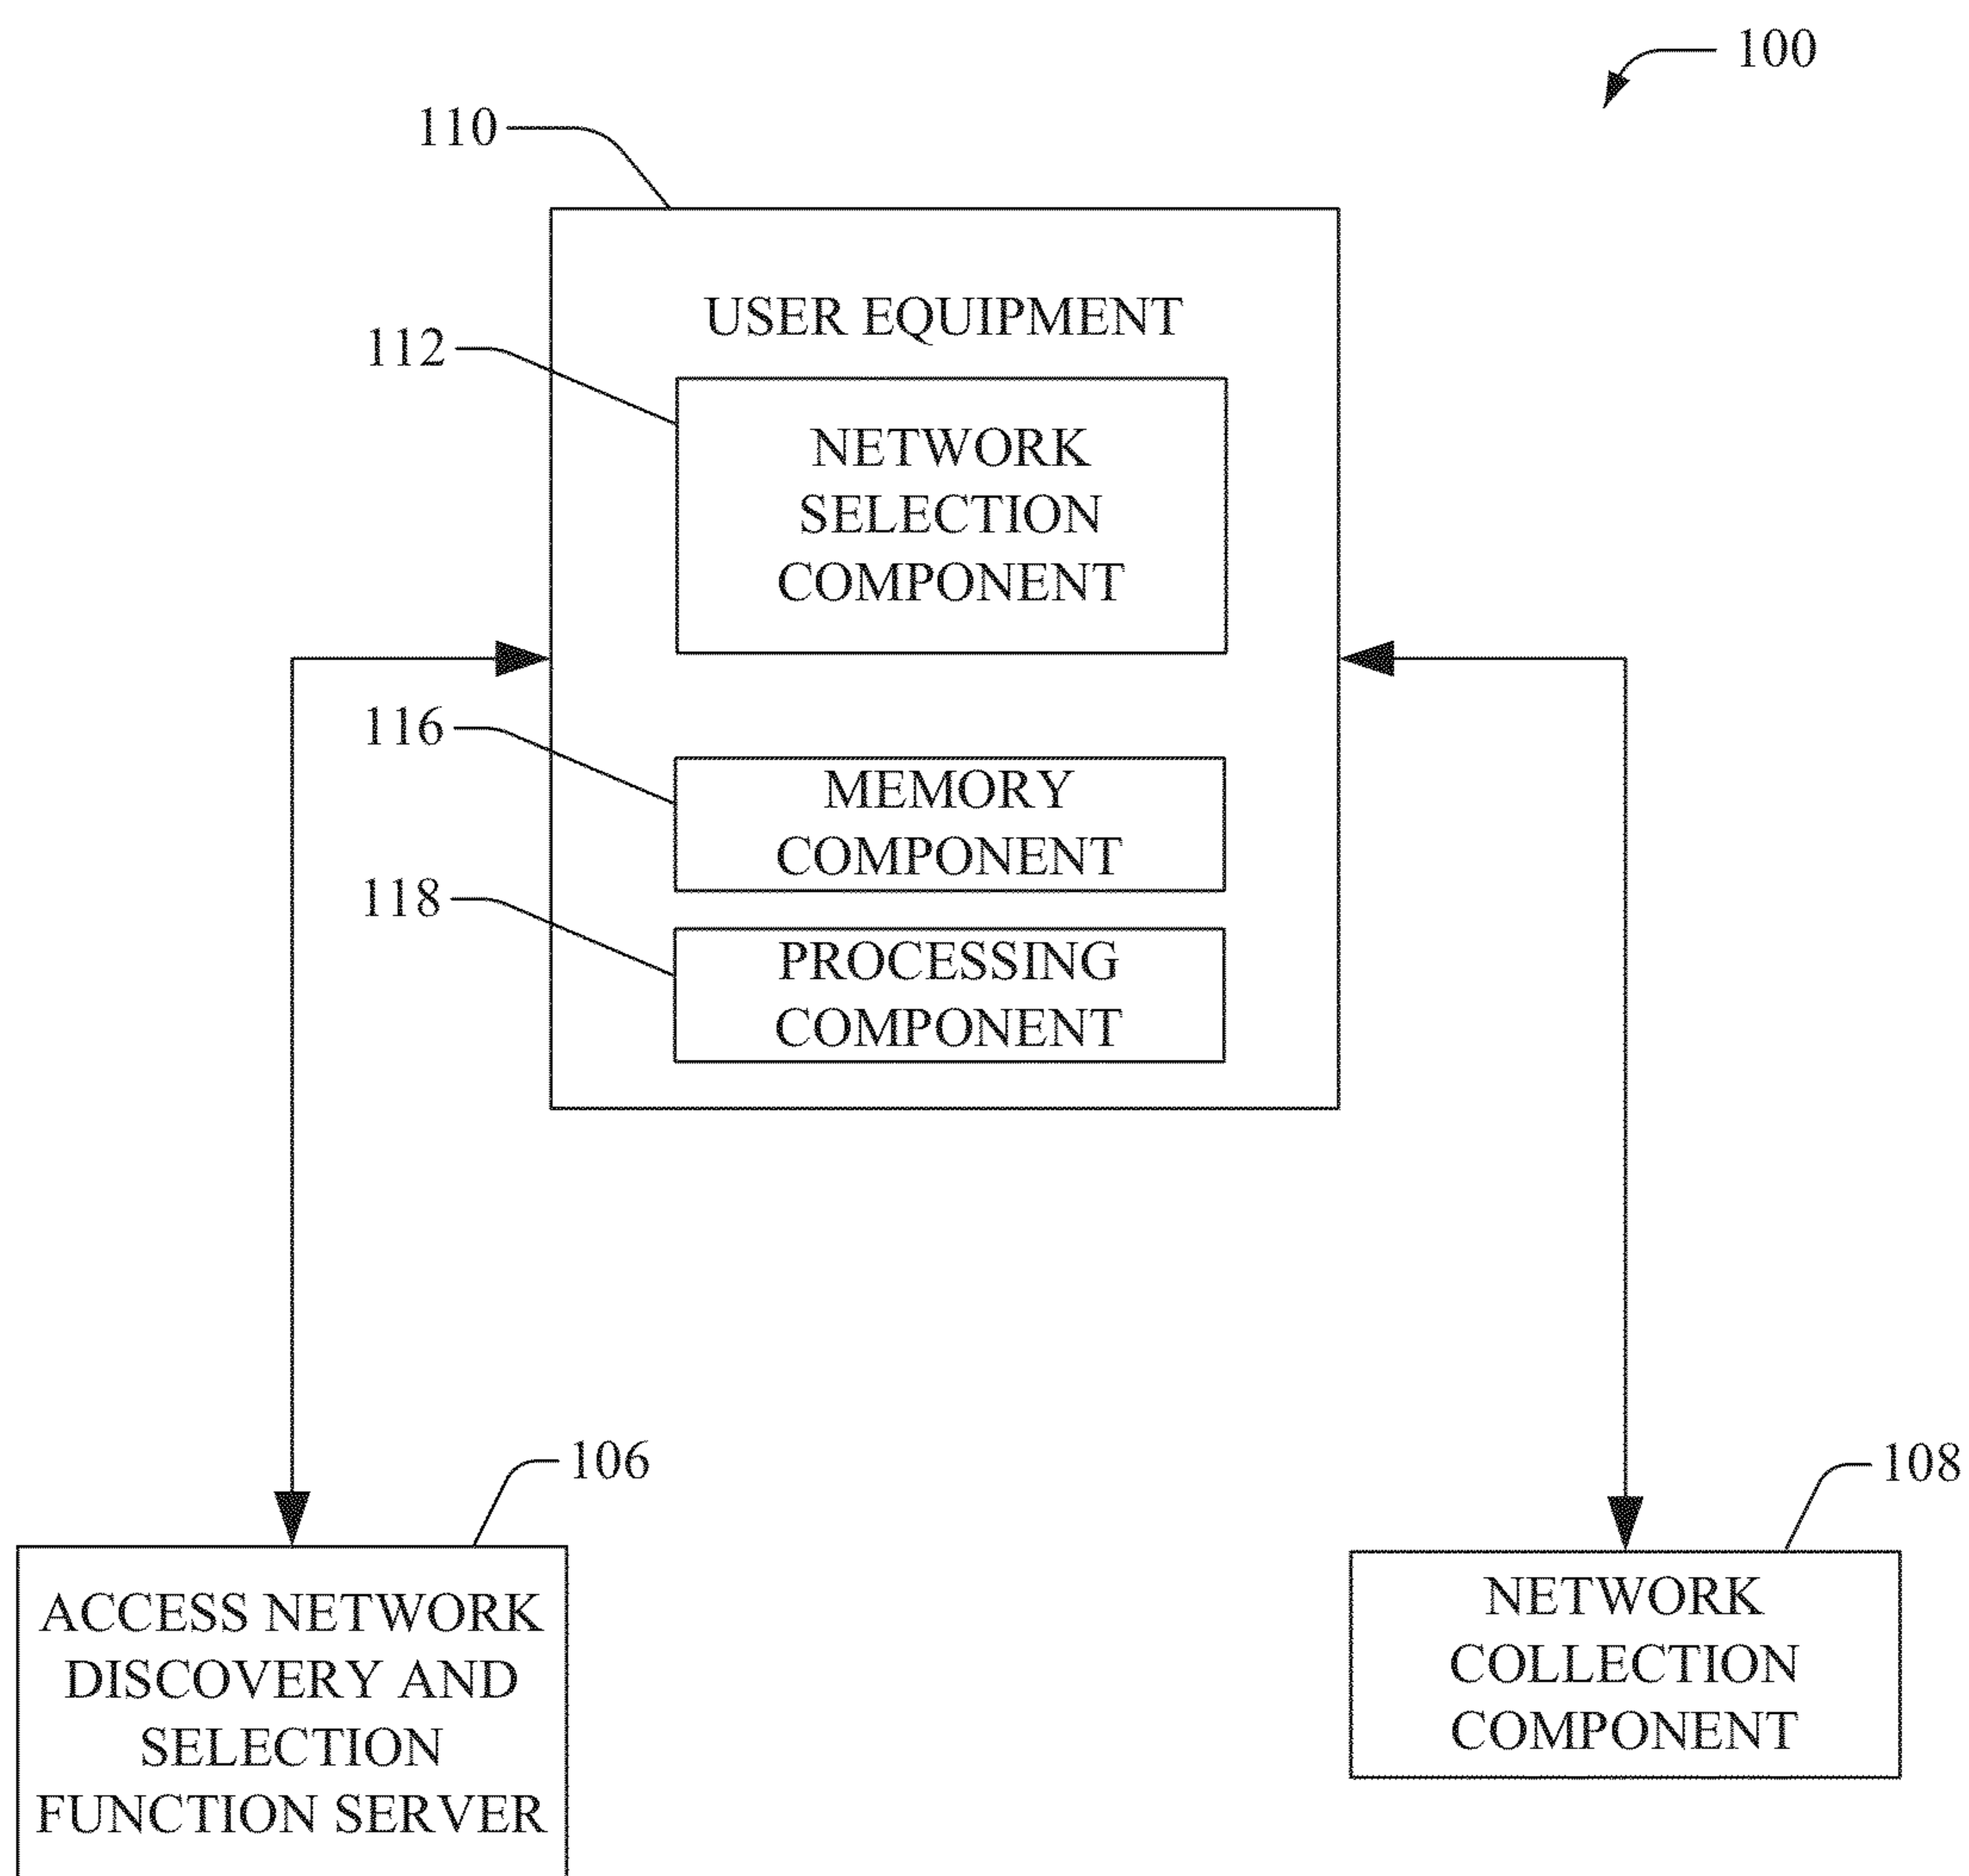 100
110
USER EQUIPMENT
112
NETWORK
SELECTION
COMPONENT
116
MEMORY
COMPONENT
118
PROCESSING
COMPONENT
106
ACCESS NETWORK
DISCOVERY AND
SELECTION
FUNCTION SERVER
108
NETWORK
COLLECTION
COMPONENT